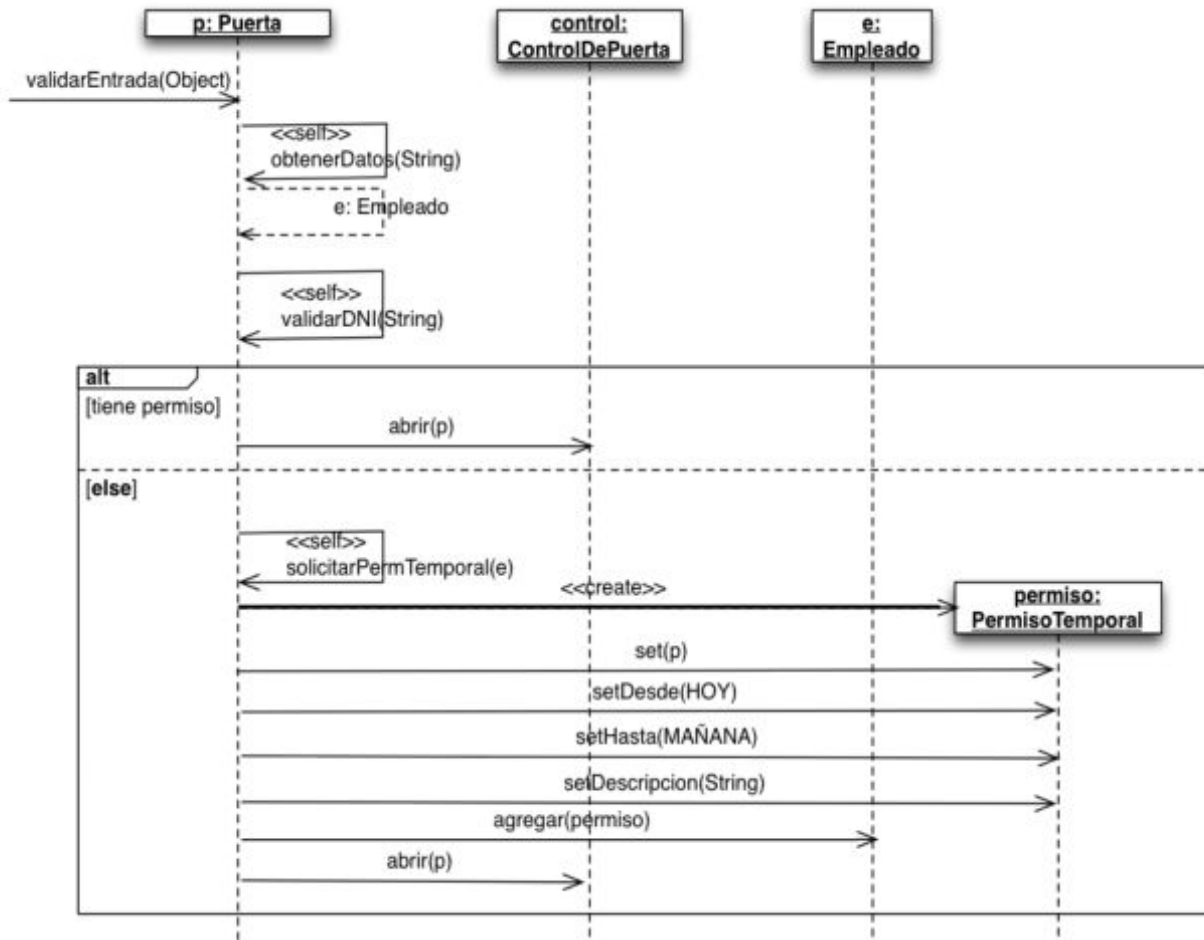 p: Puerta
control:
ControlDePuerta
e:
Empleado
validarEntrada(Object)
<<self>>
obtenerDatos(String)
e: Empleado
<<self>>
validarDNI(String)
alt
[tiene permiso]
abrir(p)
[else]
<<self>>
solicitarPermTemporal(e)
<<create>>
permiso:
PermisoTemporal
set(p)
setDesde(HOY)
setHasta(MAÑANA)
setDescripcion(String)
agregar(permiso)
abrir(p)